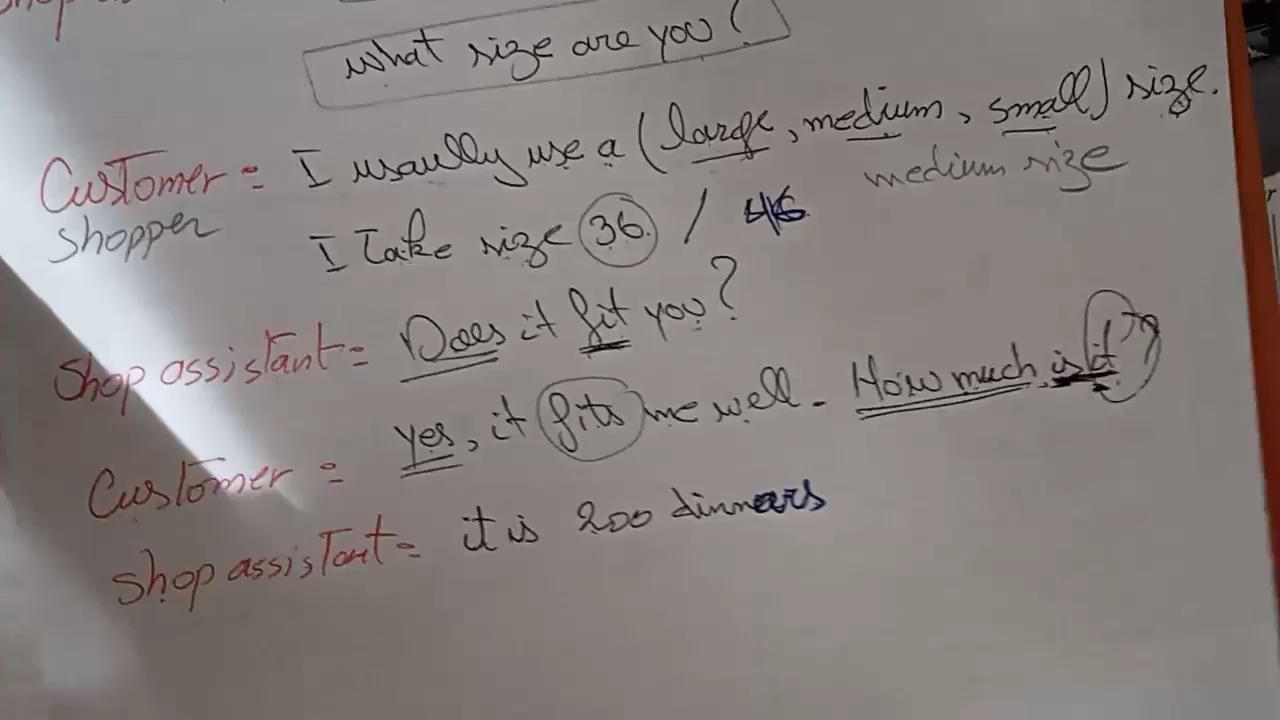 What size are you?
Customer = I usaully use a (large, medium, small) size.
shopper medium size
I Take size 36 / 46
Shop assistant = Does it fit you?
Customer = yes, it fits me well - How much is it?
Shop assistant = it is 200 dinnars